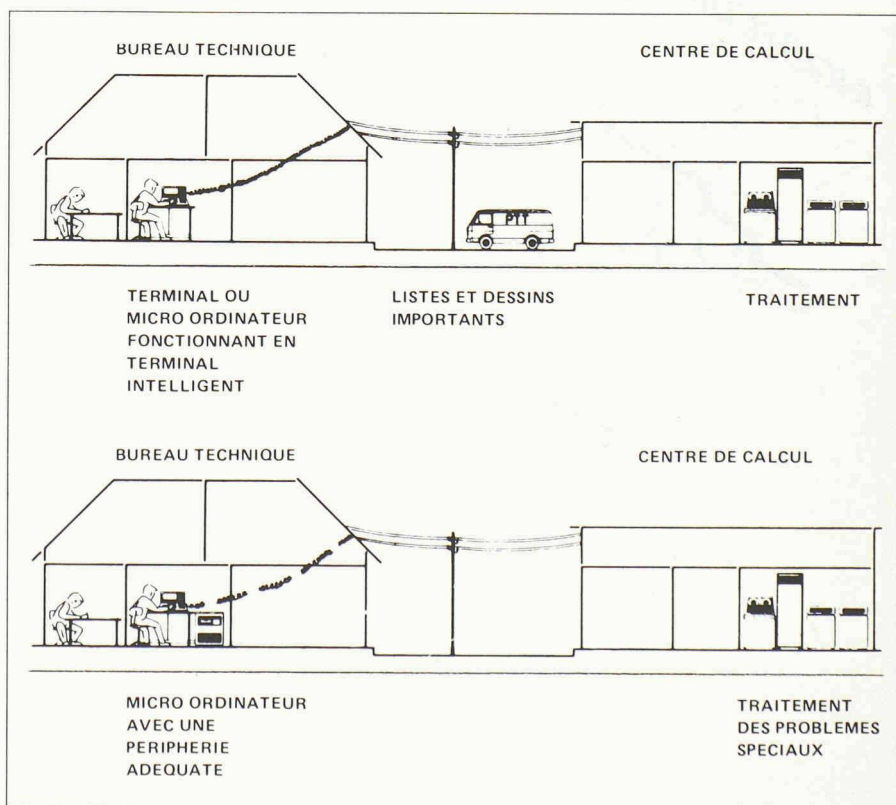 BUREAU TECHNIQUE
CENTRE DE CALCUL
PTT
TERMINAL OU
MICRO ORDINATEUR
FONCTIONNANT EN
TERMINAL
INTELLIGENT
LISTES ET DESSINS
IMPORTANTS
TRAITEMENT
BUREAU TECHNIQUE
CENTRE DE CALCUL
MICRO ORDINATEUR
AVEC UNE
PERIPHERIE
ADEQUATE
TRAITEMENT
DES PROBLEMES
SPECIAUX